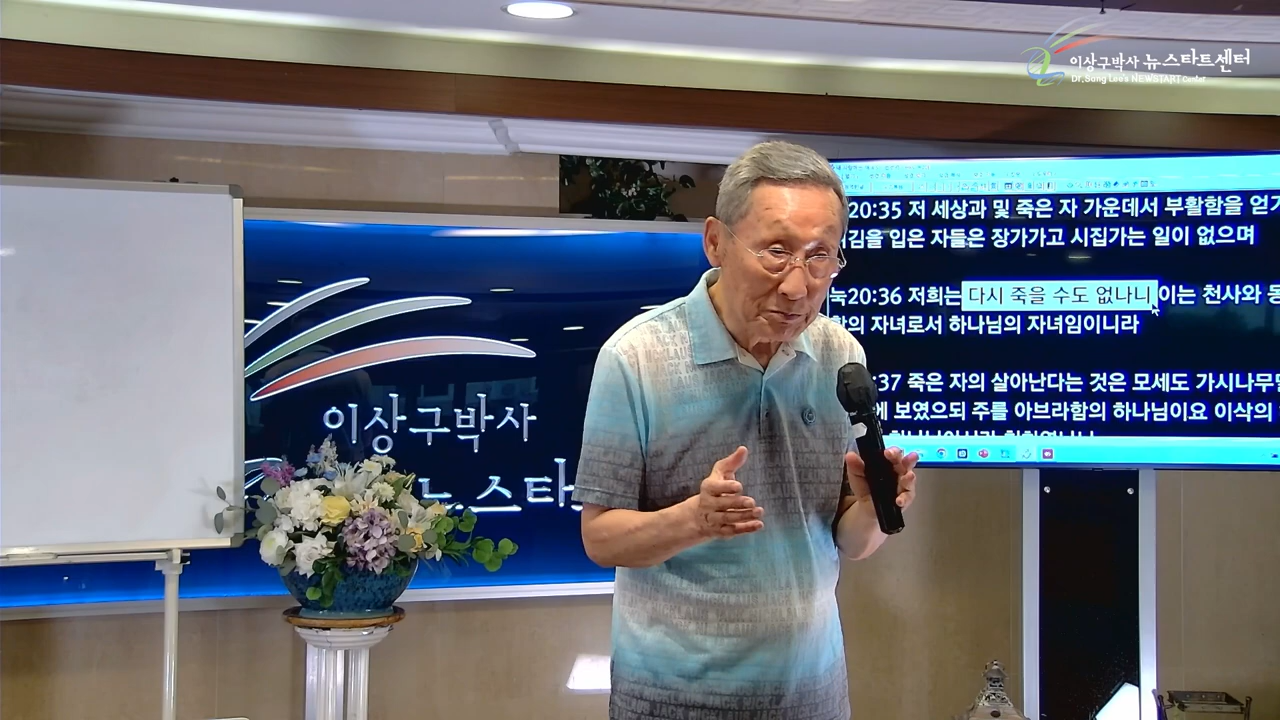 이상구박사 뉴스타트센터
Dr. Sang Lee's NEWSTART Center
20:35 저 세상과 및 죽은 자 가운데서 부활함을 얻기
김을 입은 자들은 장가가고 시집가는 일이 없으며
눅20:36 저희는 다시 죽을 수도 없나니 이는 천사와 동
의 자녀로서 하나님의 자녀임이니라
:37 죽은 자의 살아난다는 것은 모세도 가시나무
에 보였으되 주를 아브라함의 하나님이요 이삭의
이상구박사
뉴스타
JACK NICKLAUS